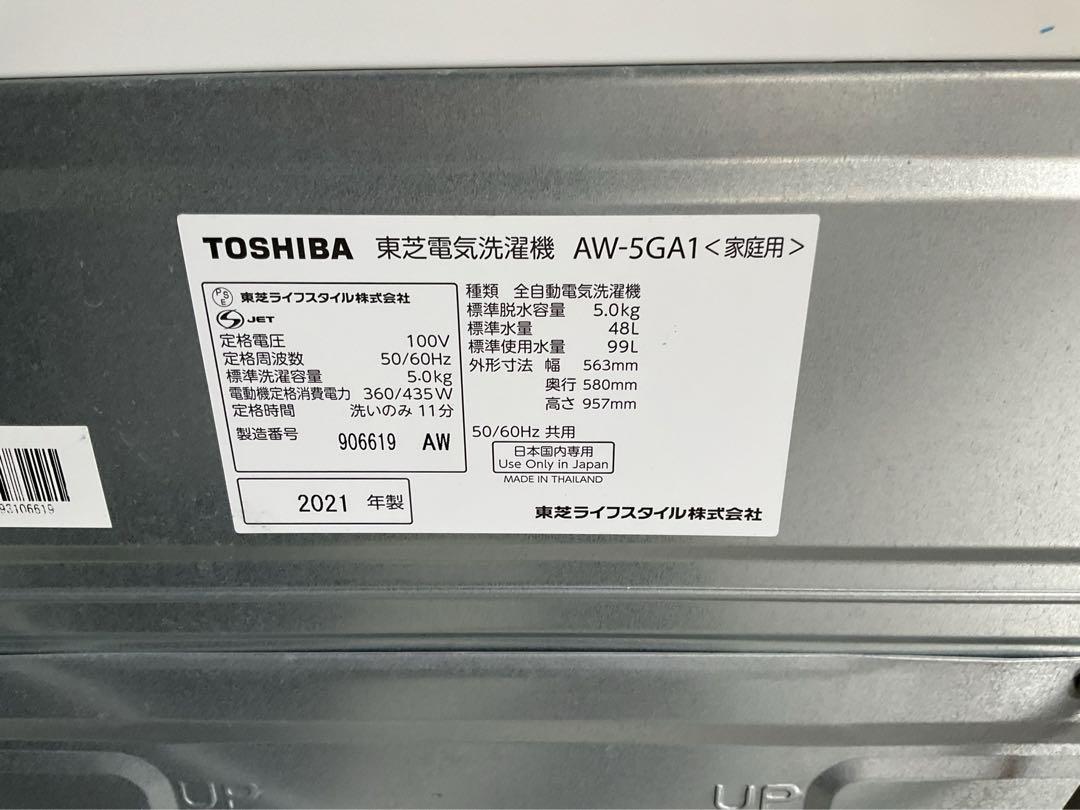 TOSHIBA 東芝電気洗濯機 AW-5GA1<家庭用>
PSE 東芝ライフスタイル株式会社
S JET
定格電圧 100V
定格周波数 50/60Hz
標準洗濯容量 5.0kg
電動機定格消費電力 360/435W
定格時間 洗いのみ 11分
製造番号 906619 AW
2021 年製
種類 全自動電気洗濯機
標準脱水容量 5.0kg
標準水量 48L
標準使用水量 99L
外形寸法 幅 563mm
奥行 580mm
高さ 957mm
50/60Hz 共用
日本国内専用
Use Only in Japan
MADE IN THAILAND
東芝ライフスタイル株式会社
93106619
UP
UP